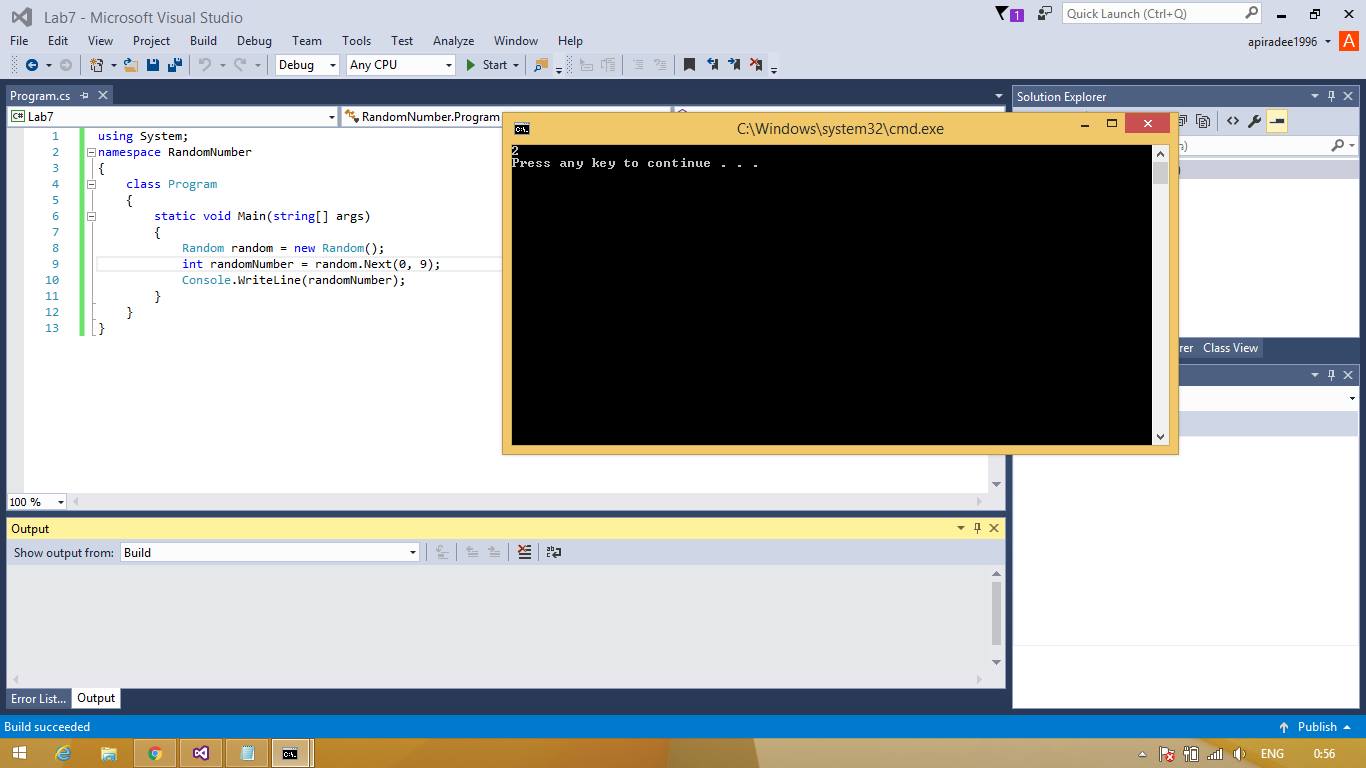 Lab7 - Microsoft Visual Studio
1
Quick Launch (Ctrl+Q)
File Edit View Project Build Debug Team Tools Test Analyze Window Help
apiradee1996 A
Debug Any CPU Start
Program.cs
C# Lab7 RandomNumber.Program
1 using System;
2 namespace RandomNumber
3 {
4 class Program
5 {
6 static void Main(string[] args)
7 {
8 Random random = new Random();
9 int randomNumber = random.Next(0, 9);
10 Console.WriteLine(randomNumber);
11 }
12 }
13 }
C:\Windows\system32\cmd.exe
2
Press any key to continue . . .
Solution Explorer
rer Class View
100 %
Output
Show output from: Build
Error List... Output
Build succeeded
Publish
ENG 0:56